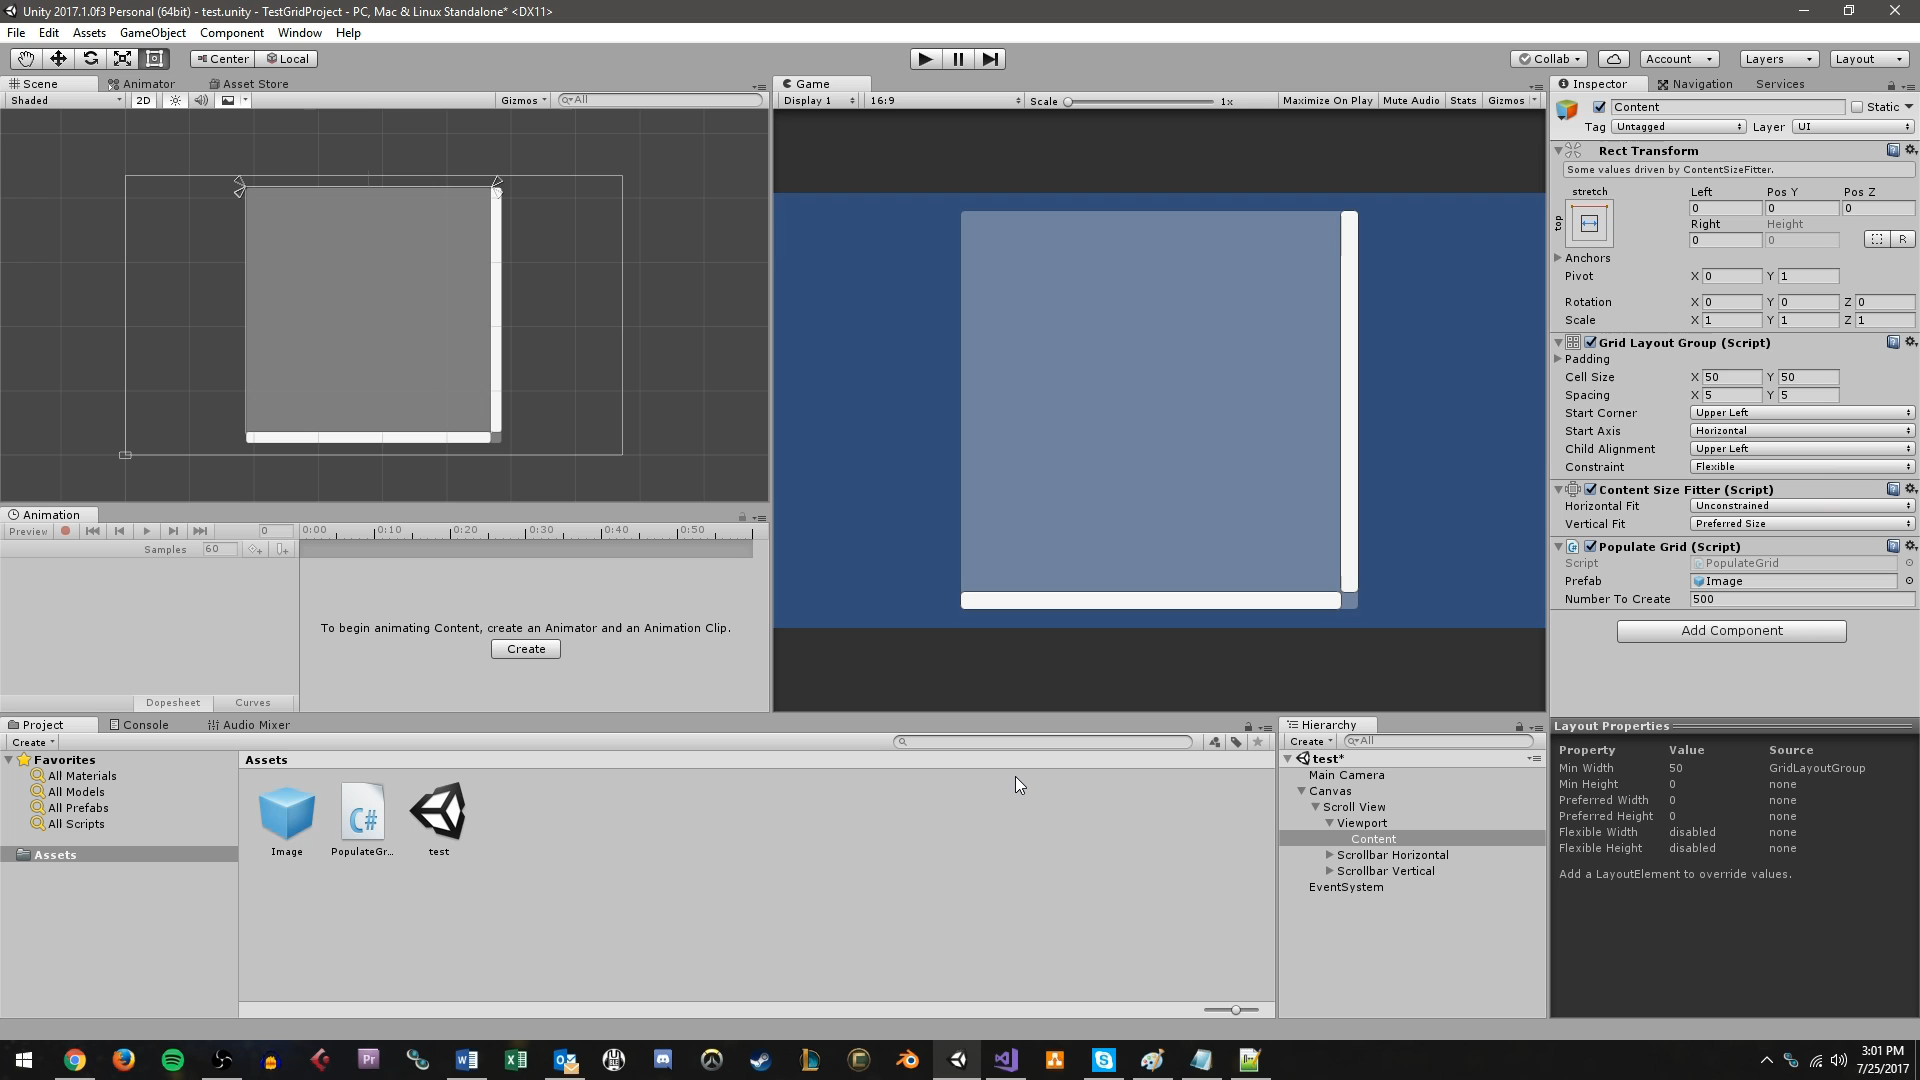 Unity 2017.1.0f3 Personal (64bit) - test.unity - TestGridProject - PC, Mac & Linux Standalone* <DX11>
File Edit Assets GameObject Component Window Help
Center Local Collab Account Layers Layout
Scene Animator Asset Store
Shaded 2D Gizmos All
Game
Display 1 16:9 Scale 1x Maximize On Play Mute Audio Stats Gizmos
Inspector Navigation Services
Content Static
Tag Untagged Layer UI
Rect Transform
Some values driven by ContentSizeFitter.
stretch Left Pos Y Pos Z
top 0 0 0
Right Height
0 0 R
Anchors
Pivot X 0 Y 1
Rotation X 0 Y 0 Z 0
Scale X 1 Y 1 Z 1
Grid Layout Group (Script)
Padding
Cell Size X 50 Y 50
Spacing X 5 Y 5
Start Corner Upper Left
Start Axis Horizontal
Child Alignment Upper Left
Constraint Flexible
Content Size Fitter (Script)
Horizontal Fit Unconstrained
Vertical Fit Preferred Size
Populate Grid (Script)
Script PopulateGrid
Prefab Image
Number To Create 500
Add Component
Animation
Preview 0 0:00 0:10 0:20 0:30 0:40 0:50
Samples 60
To begin animating Content, create an Animator and an Animation Clip.
Create
Dopesheet Curves
Project Console Audio Mixer
Create
Favorites
All Materials
All Models
All Prefabs
All Scripts
Assets
Assets
Image PopulateGr... test
Hierarchy
Create All
test*
Main Camera
Canvas
Scroll View
Viewport
Content
Scrollbar Horizontal
Scrollbar Vertical
EventSystem
Layout Properties
Property Value Source
Min Width 50 GridLayoutGroup
Min Height 0 none
Preferred Width 0 none
Preferred Height 0 none
Flexible Width disabled none
Flexible Height disabled none
Add a LayoutElement to override values.
3:01 PM
7/25/2017